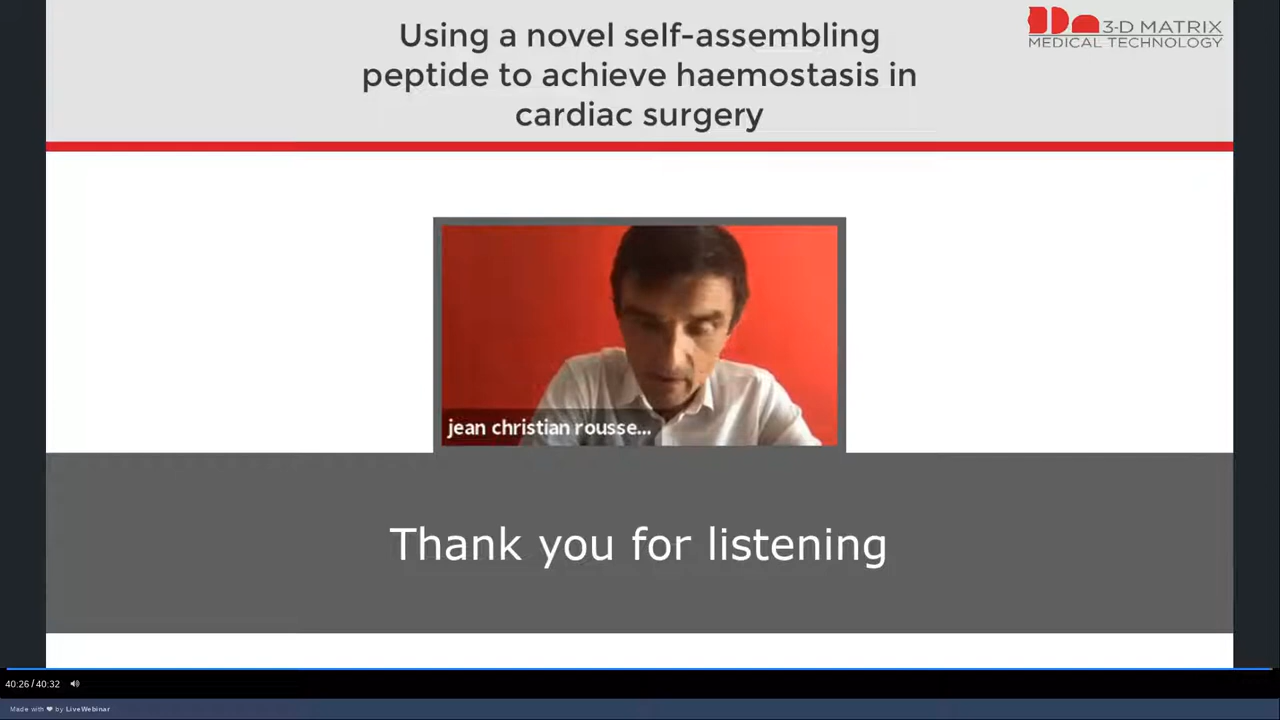 Using a novel self-assembling
peptide to achieve haemostasis in
cardiac surgery
3-D MATRIX
MEDICAL TECHNOLOGY
jean christian rousse...
Thank you for listening
40:26 / 40:32
Made with ❤ by LiveWebinar